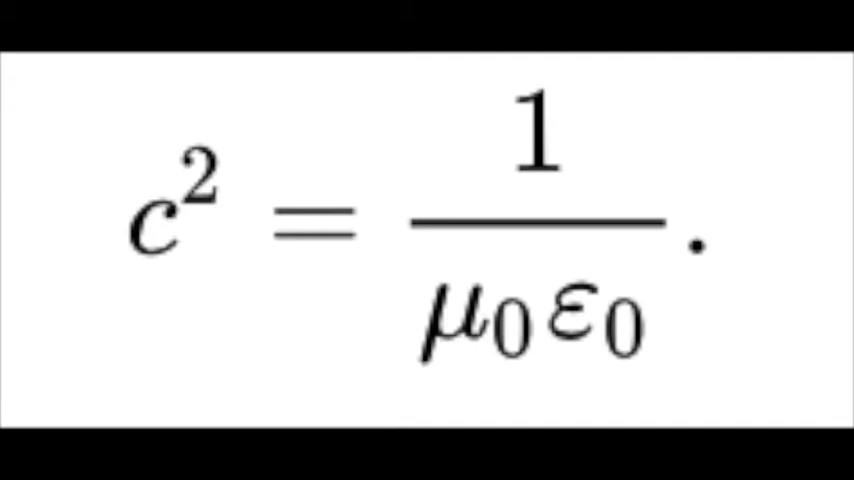 c² = 1 / μ₀ε₀.